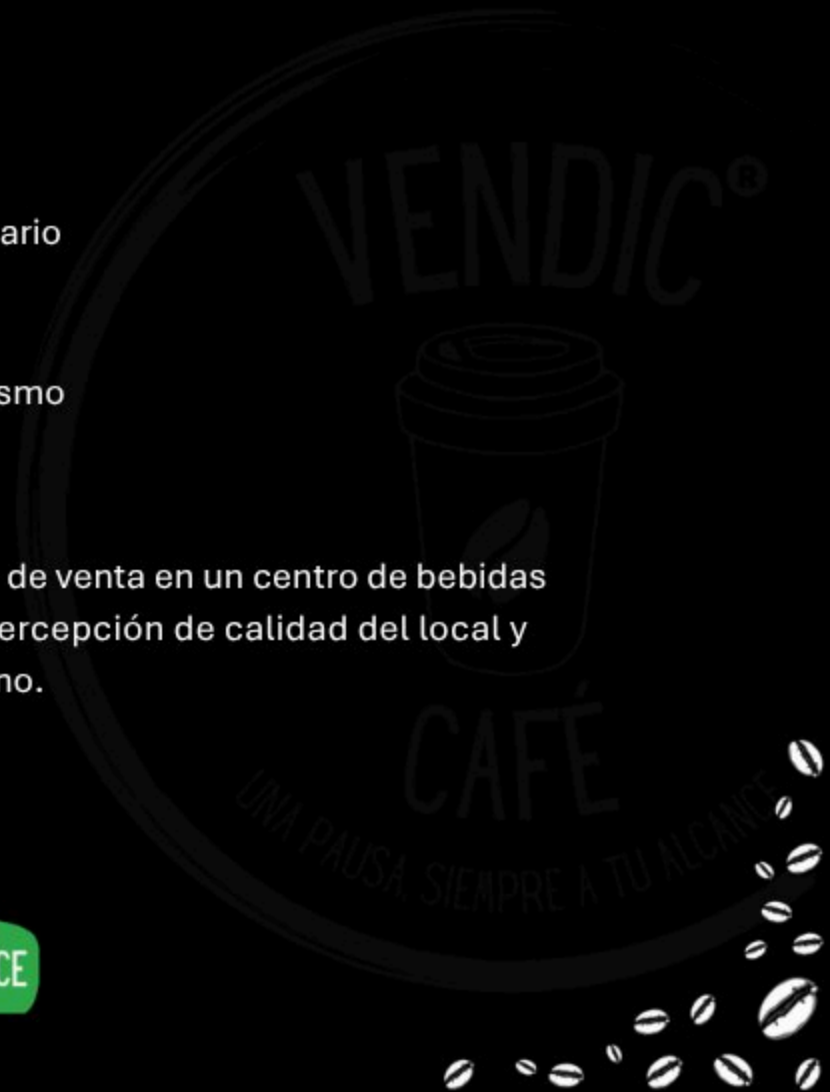 VENDIC®
ario
smo
de venta en un centro de bebidas
ercepción de calidad del local y
no.
CAFÉ
UNA PAUSA, SIEMPRE A TU ALCANCE
CE